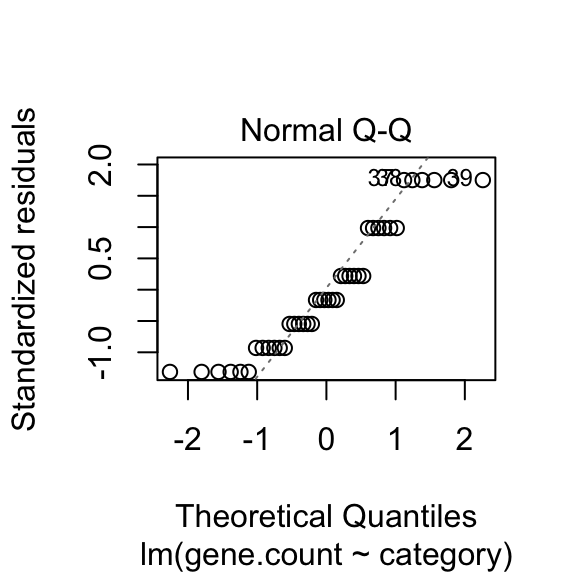 Normal Q-Q
Standardized residuals
2.0
0.5
-1.0
39
-2 -1 0 1 2
Theoretical Quantiles
lm(gene.count ~ category)